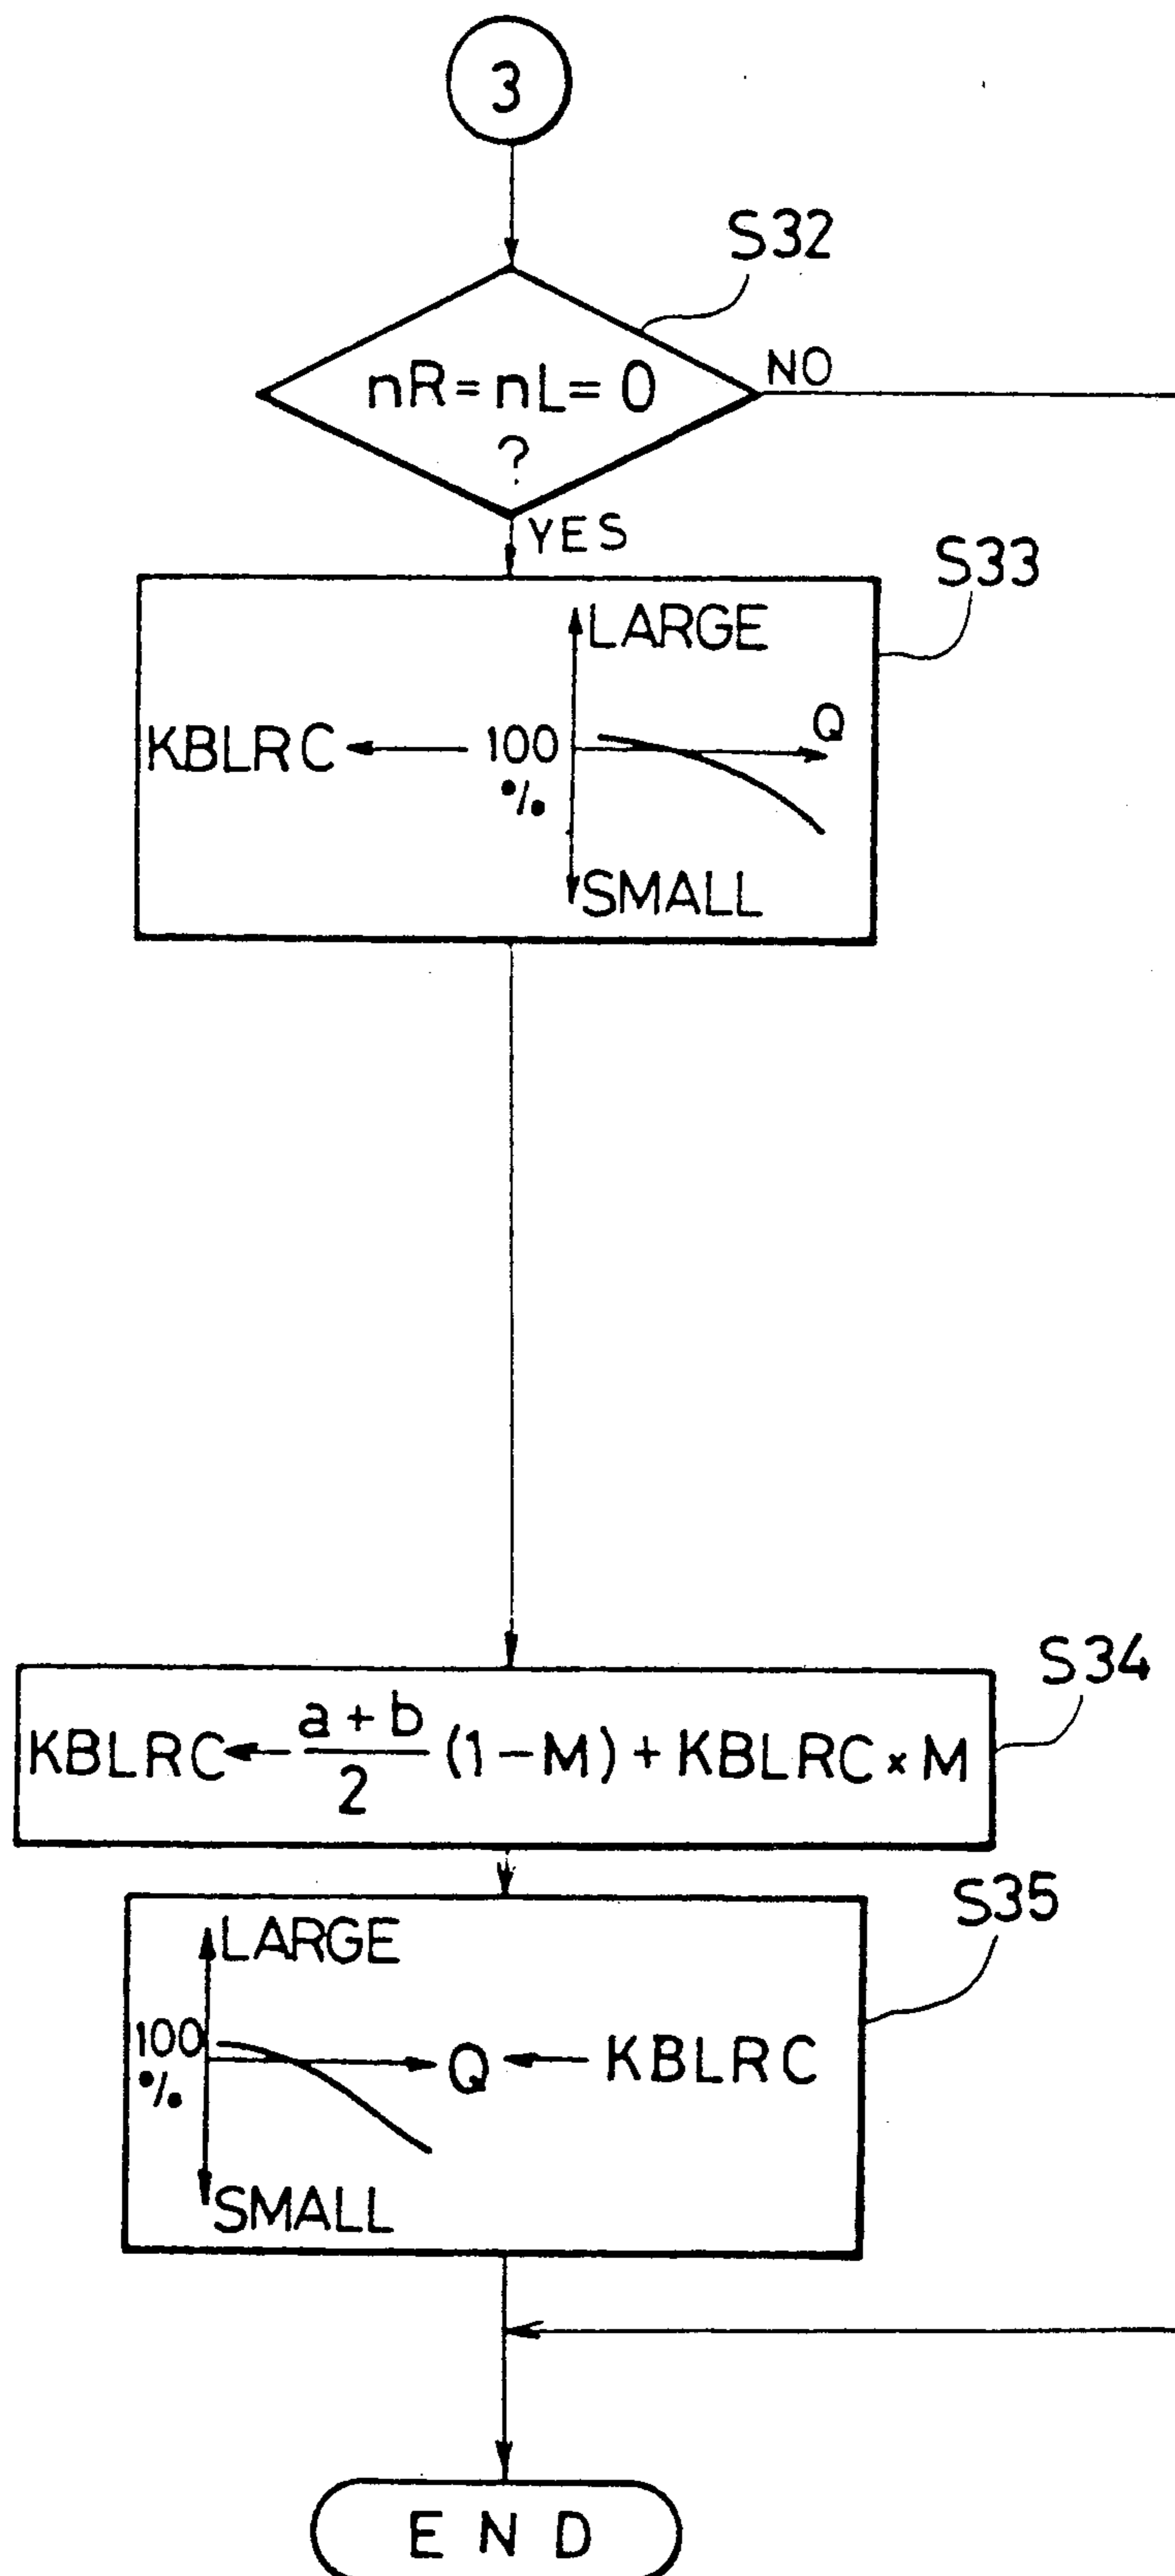 3
S32
nR = nL = 0
?
NO
YES
S33
LARGE
KBLRC ← 100 Q
%
SMALL
S34
KBLRC ← a + b / 2 (1 - M) + KBLRC × M
S35
LARGE
100
% Q ← KBLRC
SMALL
END